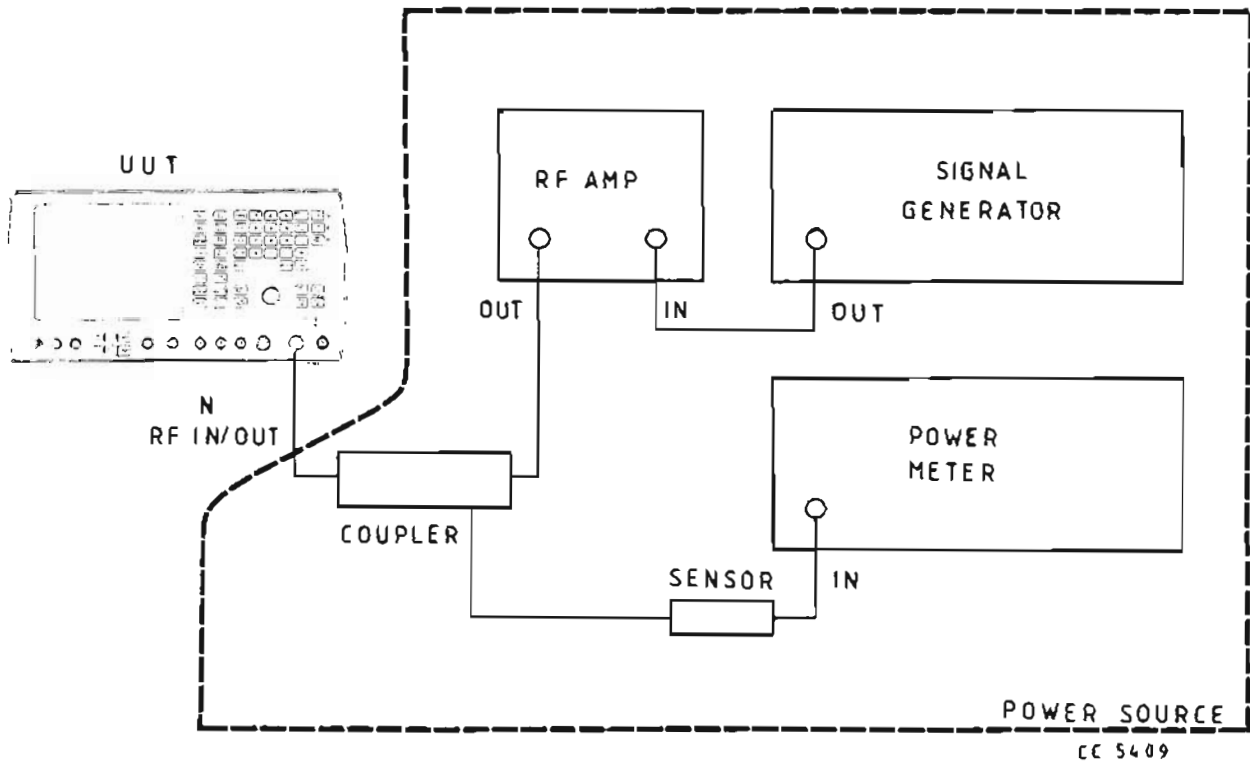 UUT
RF AMP
SIGNAL
GENERATOR
OUT
IN
OUT
N
RF IN/OUT
POWER
METER
COUPLER
SENSOR
IN
POWER SOURCE
CC 5409